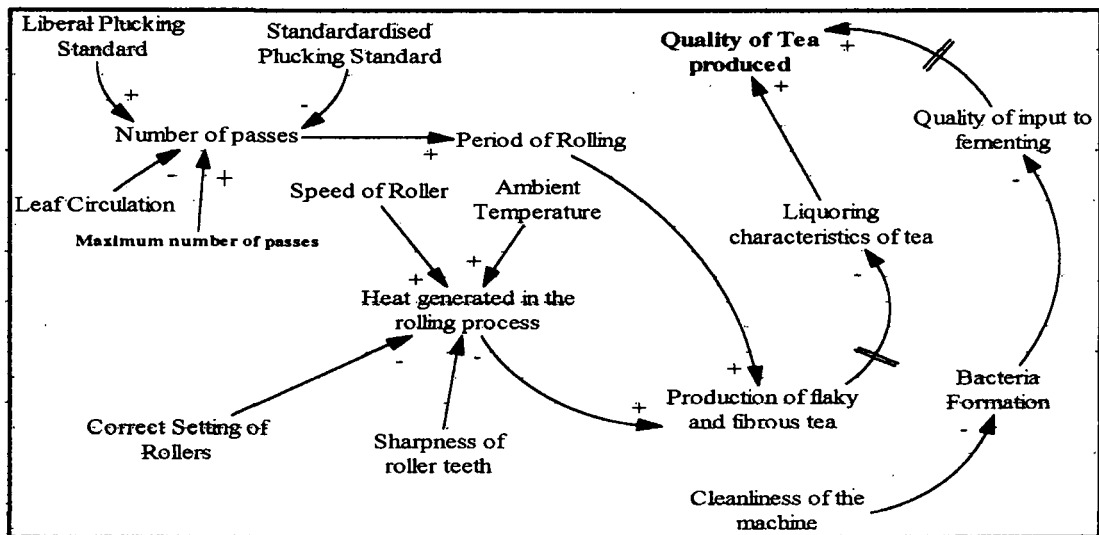 Liberal Plucking
Standard
Standardardised
Plucking Standard
Quality of Tea
produced
+
+
-
+
Number of passes
+
Period of Rolling
Quality of input to
fermenting
-
+
-
Leaf Circulation
Speed of Roller
Ambient
Temperature
Maximum number of passes
Liquoring
characteristics of tea
+
+
-
Heat generated in the
rolling process
-
-
+
+
Production of flaky
and fibrous tea
Bacteria
Formation
-
Correct Setting of
Rollers
Sharpness of
roller teeth
Cleanliness of the
machine